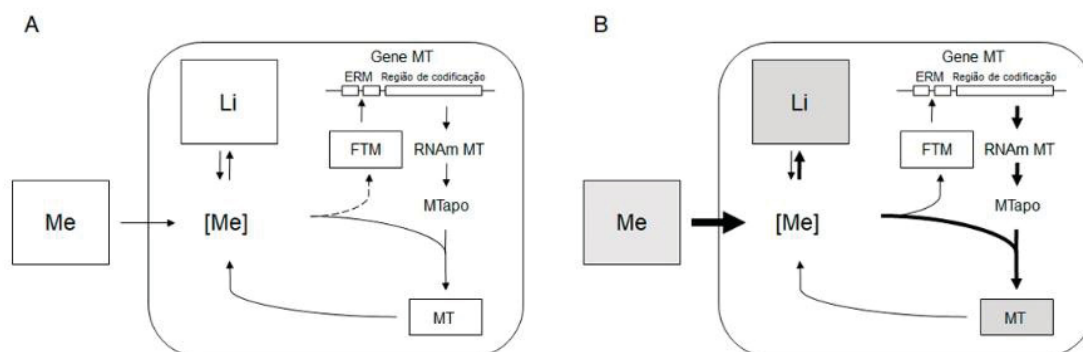 A
Gene MT
ERM Região de codificação
Li
FTM
RNAm MT
Me
[Me]
MTapo
MT
B
Gene MT
ERM Região de codificação
Li
FTM
RNAm MT
Me
[Me]
MTapo
MT